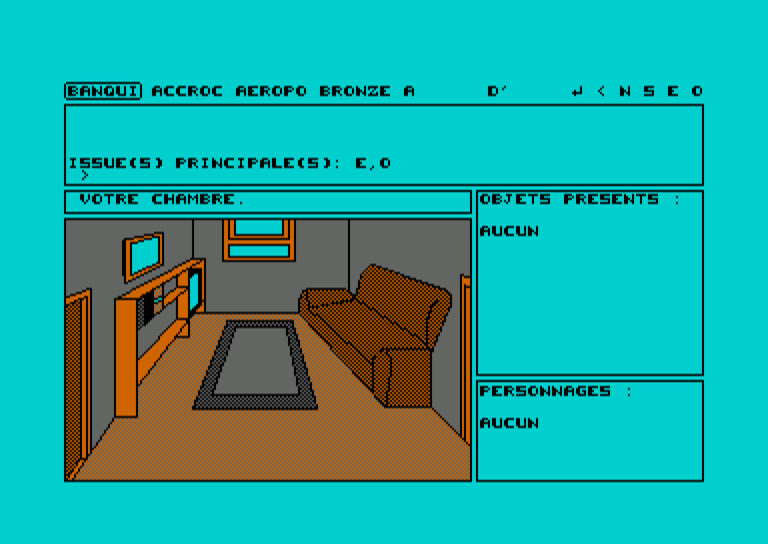 BANQUI ACCROC AEROPO BRONZE A D' ↵ < N S E O
ISSUE(S) PRINCIPALE(S): E,O
>
VOTRE CHAMBRE.
OBJETS PRESENTS :
AUCUN
PERSONNAGES :
AUCUN